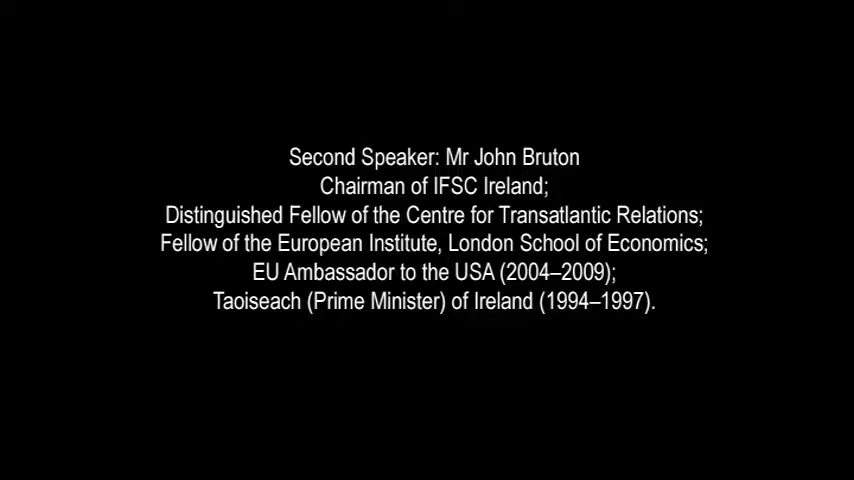 Second Speaker: Mr John Bruton
Chairman of IFSC Ireland;
Distinguished Fellow of the Centre for Transatlantic Relations;
Fellow of the European Institute, London School of Economics;
EU Ambassador to the USA (2004–2009);
Taoiseach (Prime Minister) of Ireland (1994–1997).